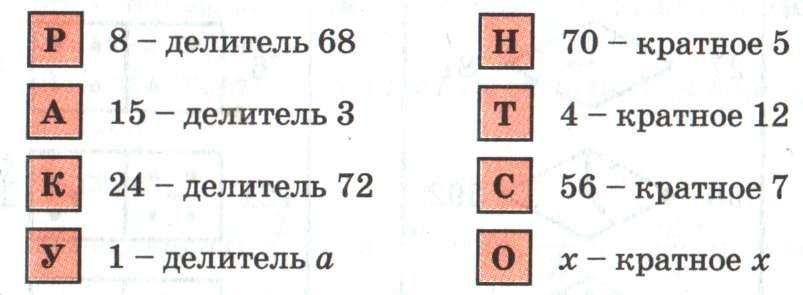 Р 8 – делитель 68
А 15 – делитель 3
К 24 – делитель 72
У 1 – делитель a
Н 70 – кратное 5
Т 4 – кратное 12
С 56 – кратное 7
О x – кратное x